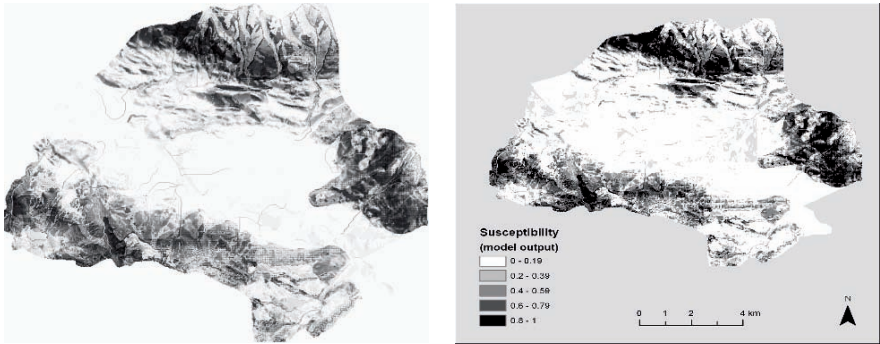 Susceptibility
(model output)
0 - 0.19
0.2 - 0.39
0.4 - 0.59
0.6 - 0.79
0.8 - 1
N
0 1 2 4 km